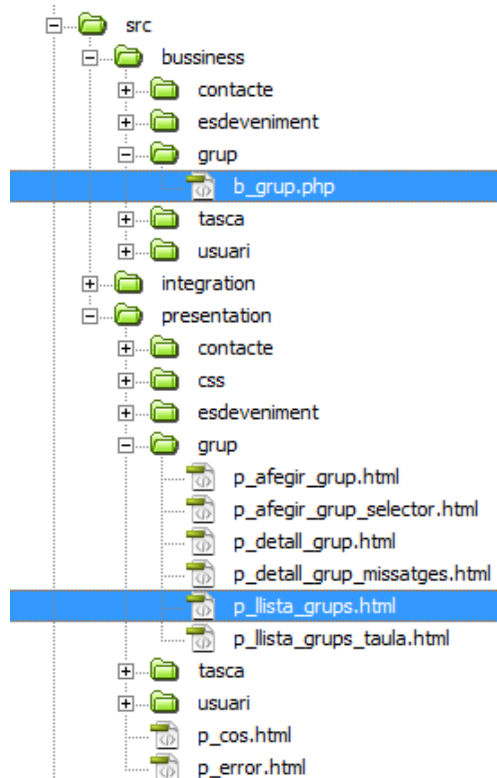 src
bussiness
contacte
esdeveniment
grup
b_grup.php
tasca
usuari
integration
presentation
contacte
css
esdeveniment
grup
p_afegir_grup.html
p_afegir_grup_selector.html
p_detall_grup.html
p_detall_grup_missatges.html
p_llista_grups.html
p_llista_grups_taula.html
tasca
usuari
p_cos.html
p_error.html